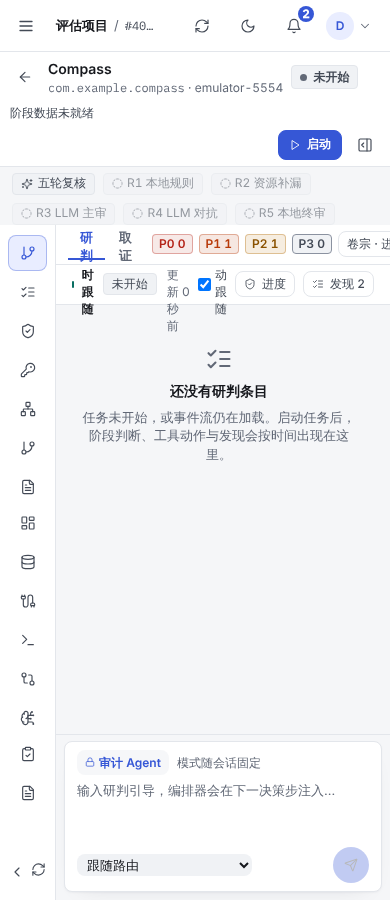 评估项目 / #40… 2 D
Compass
com.example.compass · emulator-5554 未开始
阶段数据未就绪
启动
五轮复核 R1 本地规则 R2 资源补漏
R3 LLM 主审 R4 LLM 对抗 R5 本地终审
研判 取证 P0 0 P1 1 P2 1 P3 0 卷宗 · 进
时跟随 未开始 更新 0 秒前 动跟随 进度 发现 2
还没有研判条目
任务未开始，或事件流仍在加载。启动任务后，
阶段判断、工具动作与发现会按时间出现在这
里。
审计 Agent 模式随会话固定
输入研判引导，编排器会在下一决策步注入…
跟随路由